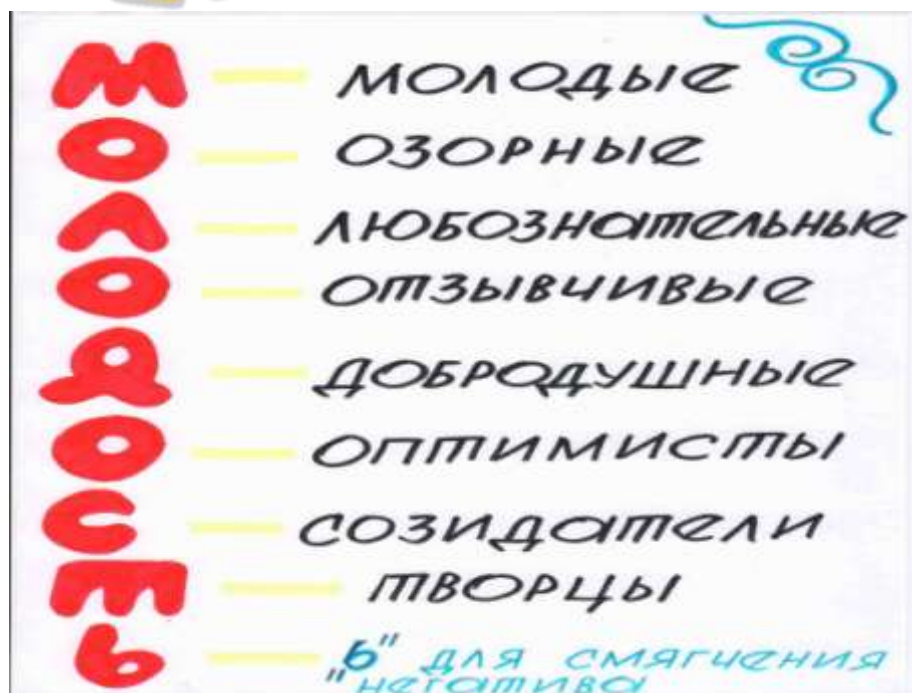 М — МОЛОДЫЕ
О — ОЗОРНЫЕ
Л — ЛЮБОЗНАТЕЛЬНЫЕ
О — ОТЗЫВЧИВЫЕ
Д — ДОБРОДУШНЫЕ
О — ОПТИМИСТЫ
С — СОЗИДАТЕЛИ
Т — ТВОРЦЫ
Ь — "Ь" ДЛЯ СМЯГЧЕНИЯ
"НЕГАТИВА